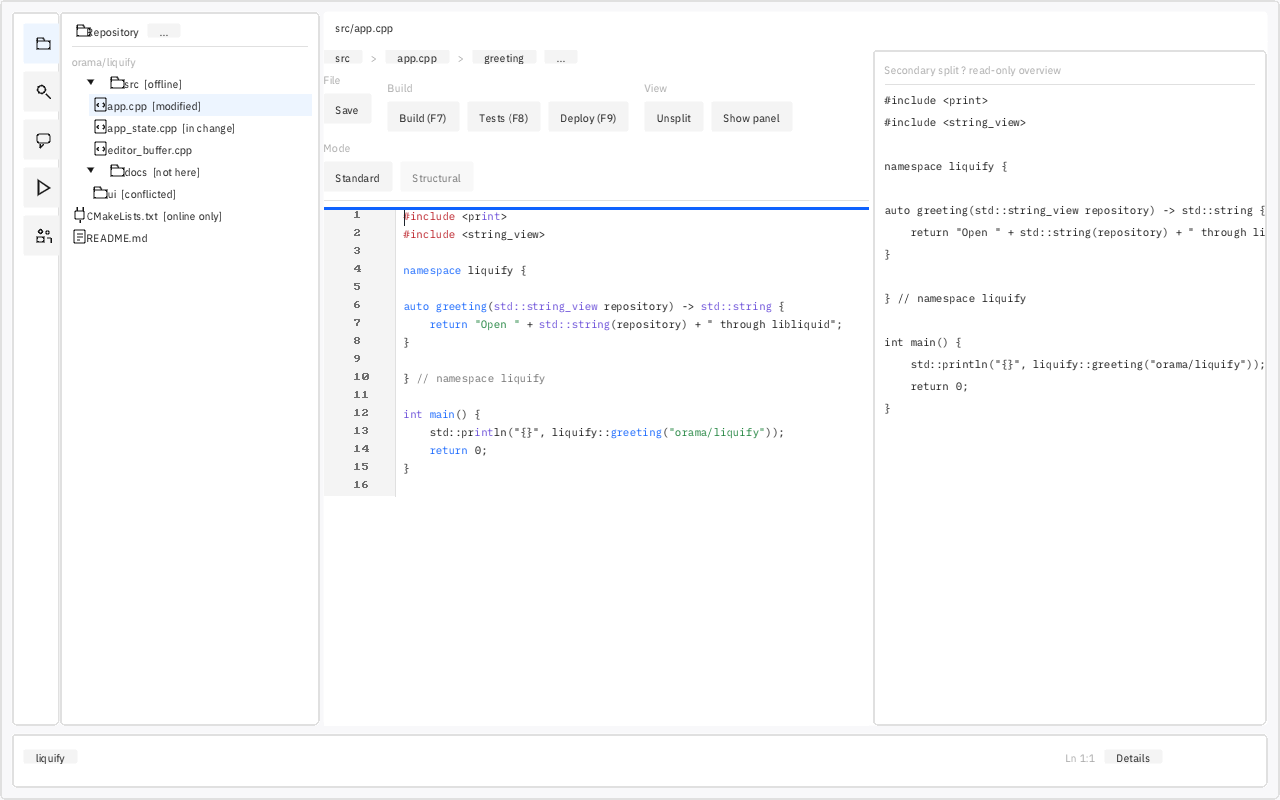 Repository ...
orama/liquify
src [offline]
app.cpp [modified]
app_state.cpp [in change]
editor_buffer.cpp
docs [not here]
ui [conflicted]
CMakeLists.txt [online only]
README.md
src/app.cpp
src > app.cpp > greeting ...
File
Save
Build
Build (F7) Tests (F8) Deploy (F9)
View
Unsplit Show panel
Mode
Standard Structural
1 #include <print>
2 #include <string_view>
3
4 namespace liquify {
5
6 auto greeting(std::string_view repository) -> std::string {
7     return "Open " + std::string(repository) + " through libliquid";
8 }
9
10 } // namespace liquify
11
12 int main() {
13     std::println("{}", liquify::greeting("orama/liquify"));
14     return 0;
15 }
16
Secondary split ? read-only overview
#include <print>
#include <string_view>
namespace liquify {
auto greeting(std::string_view repository) -> std::string {
    return "Open " + std::string(repository) + " through li
}
} // namespace liquify
int main() {
    std::println("{}", liquify::greeting("orama/liquify"));
    return 0;
}
liquify
Ln 1:1 Details